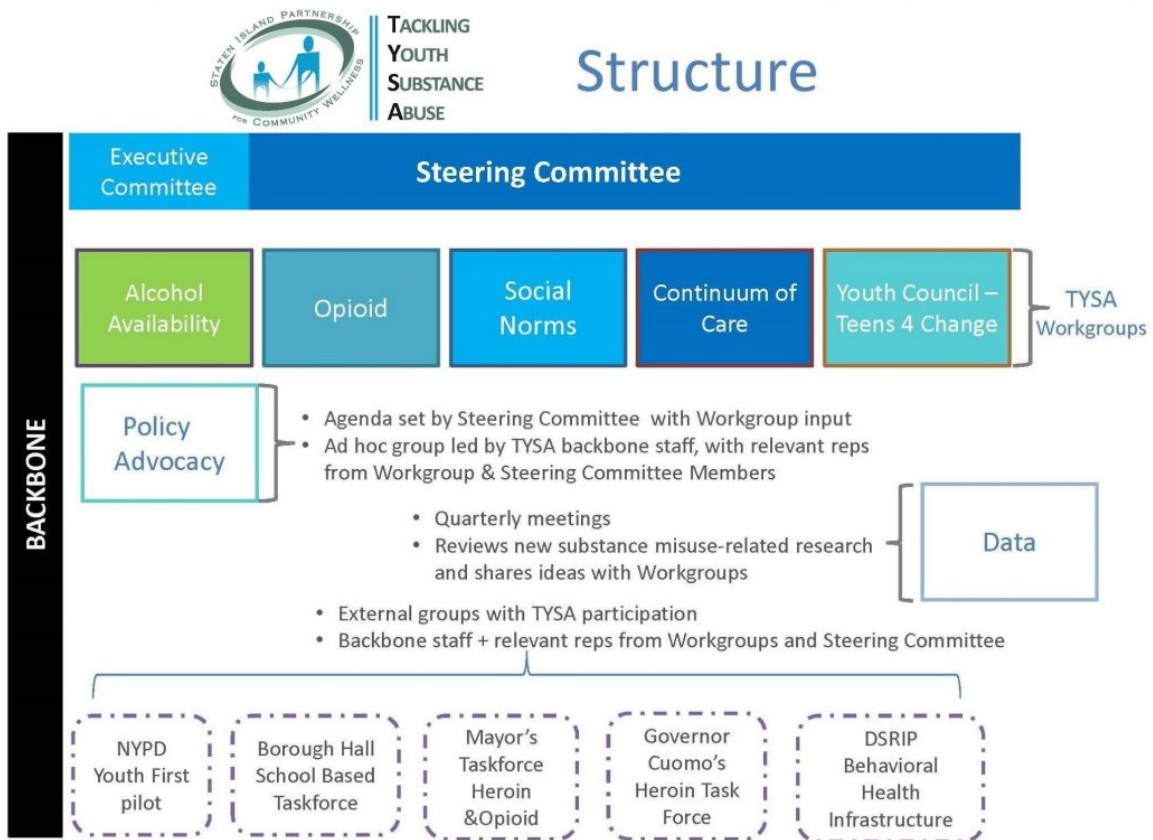 STATEN ISLAND PARTNERSHIP
FOR COMMUNITY WELLNESS
TACKLING
YOUTH
SUBSTANCE
ABUSE
Structure
Executive
Committee
Steering Committee
Alcohol
Availability
Opioid
Social
Norms
Continuum of
Care
Youth Council –
Teens 4 Change
TYSA
Workgroups
BACKBONE
Policy
Advocacy
• Agenda set by Steering Committee with Workgroup input
• Ad hoc group led by TYSA backbone staff, with relevant reps
from Workgroup & Steering Committee Members
• Quarterly meetings
• Reviews new substance misuse-related research
and shares ideas with Workgroups
Data
• External groups with TYSA participation
• Backbone staff + relevant reps from Workgroups and Steering Committee
NYPD
Youth First
pilot
Borough Hall
School Based
Taskforce
Mayor's
Taskforce
Heroin
&Opioid
Governor
Cuomo's
Heroin Task
Force
DSRIP
Behavioral
Health
Infrastructure